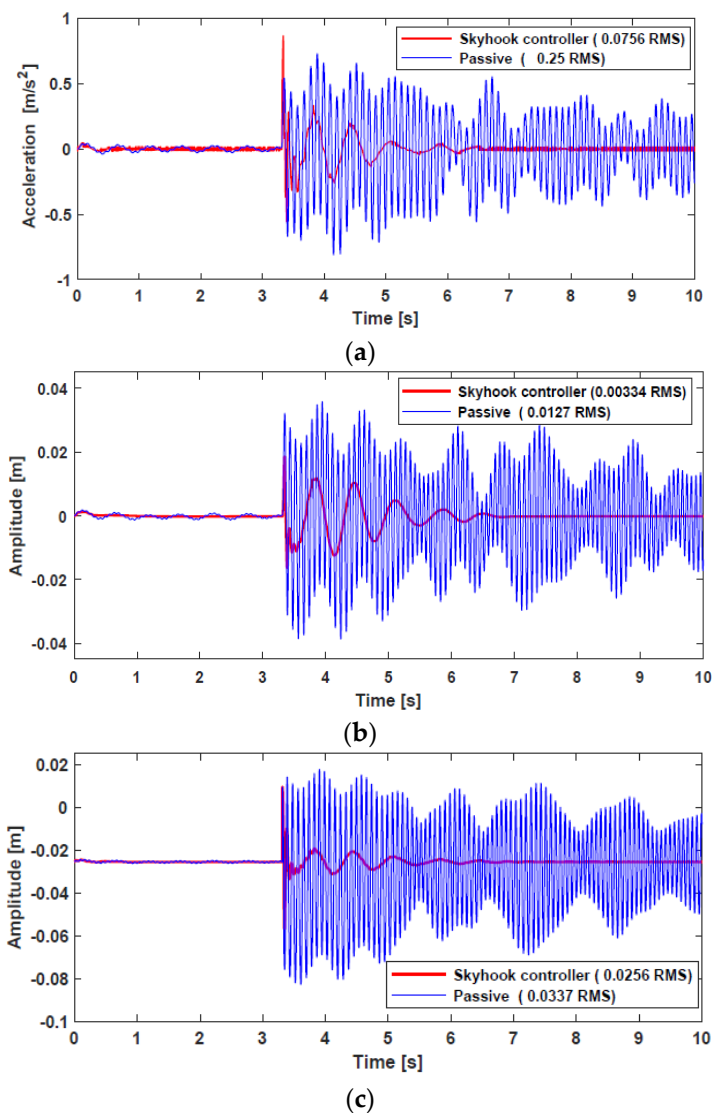 1
Skyhook controller ( 0.0756 RMS)
Passive ( 0.25 RMS)
0.5
0
-0.5
-1
Acceleration [m/s²]
0 1 2 3 4 5 6 7 8 9 10
Time [s]
(a)
0.04
Skyhook controller (0.00334 RMS)
Passive ( 0.0127 RMS)
0.02
0
-0.02
-0.04
Amplitude [m]
0 1 2 3 4 5 6 7 8 9 10
Time [s]
(b)
0.02
0
-0.02
-0.04
-0.06
-0.08
-0.1
Amplitude [m]
Skyhook controller ( 0.0256 RMS)
Passive ( 0.0337 RMS)
0 1 2 3 4 5 6 7 8 9 10
Time [s]
(c)